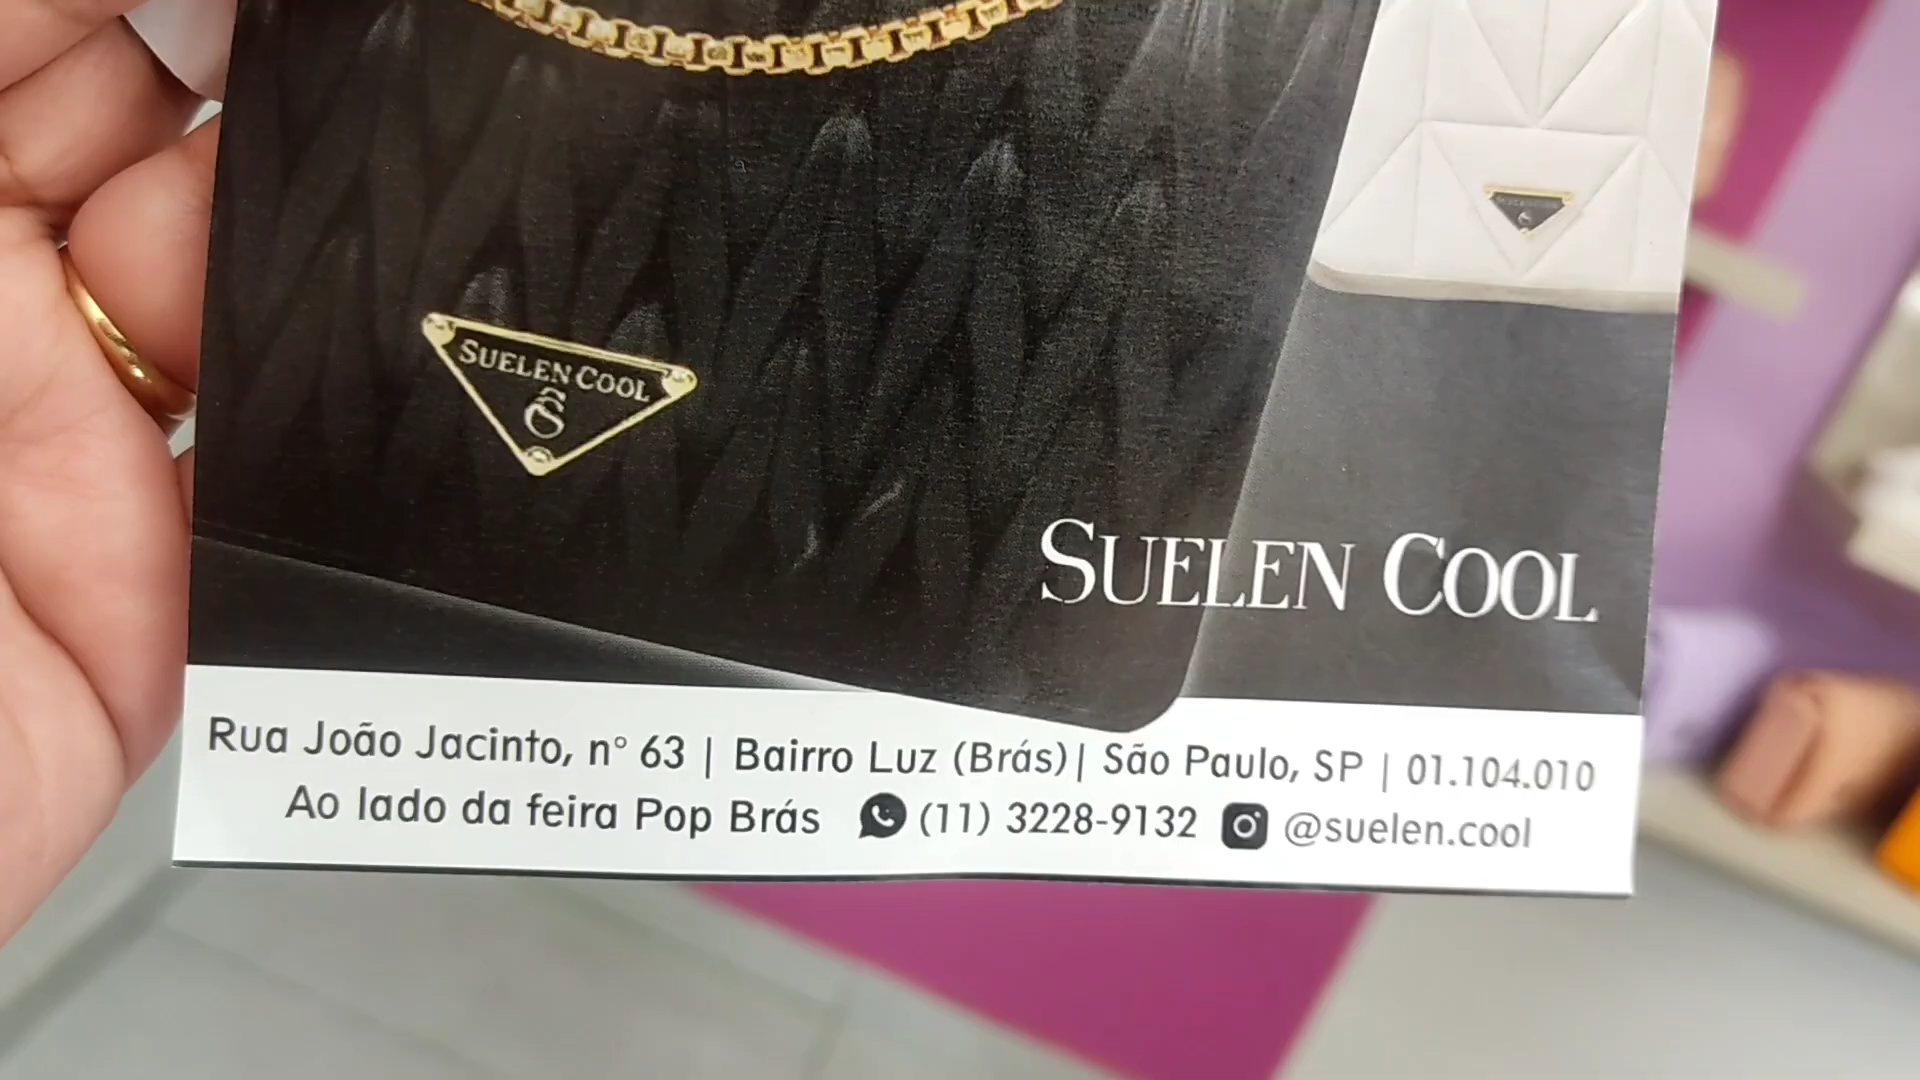 SUELEN COOL
SUELEN COOL
Rua João Jacinto, n° 63 | Bairro Luz (Brás)| São Paulo, SP | 01.104.010
Ao lado da feira Pop Brás (11) 3228-9132 @suelen.cool